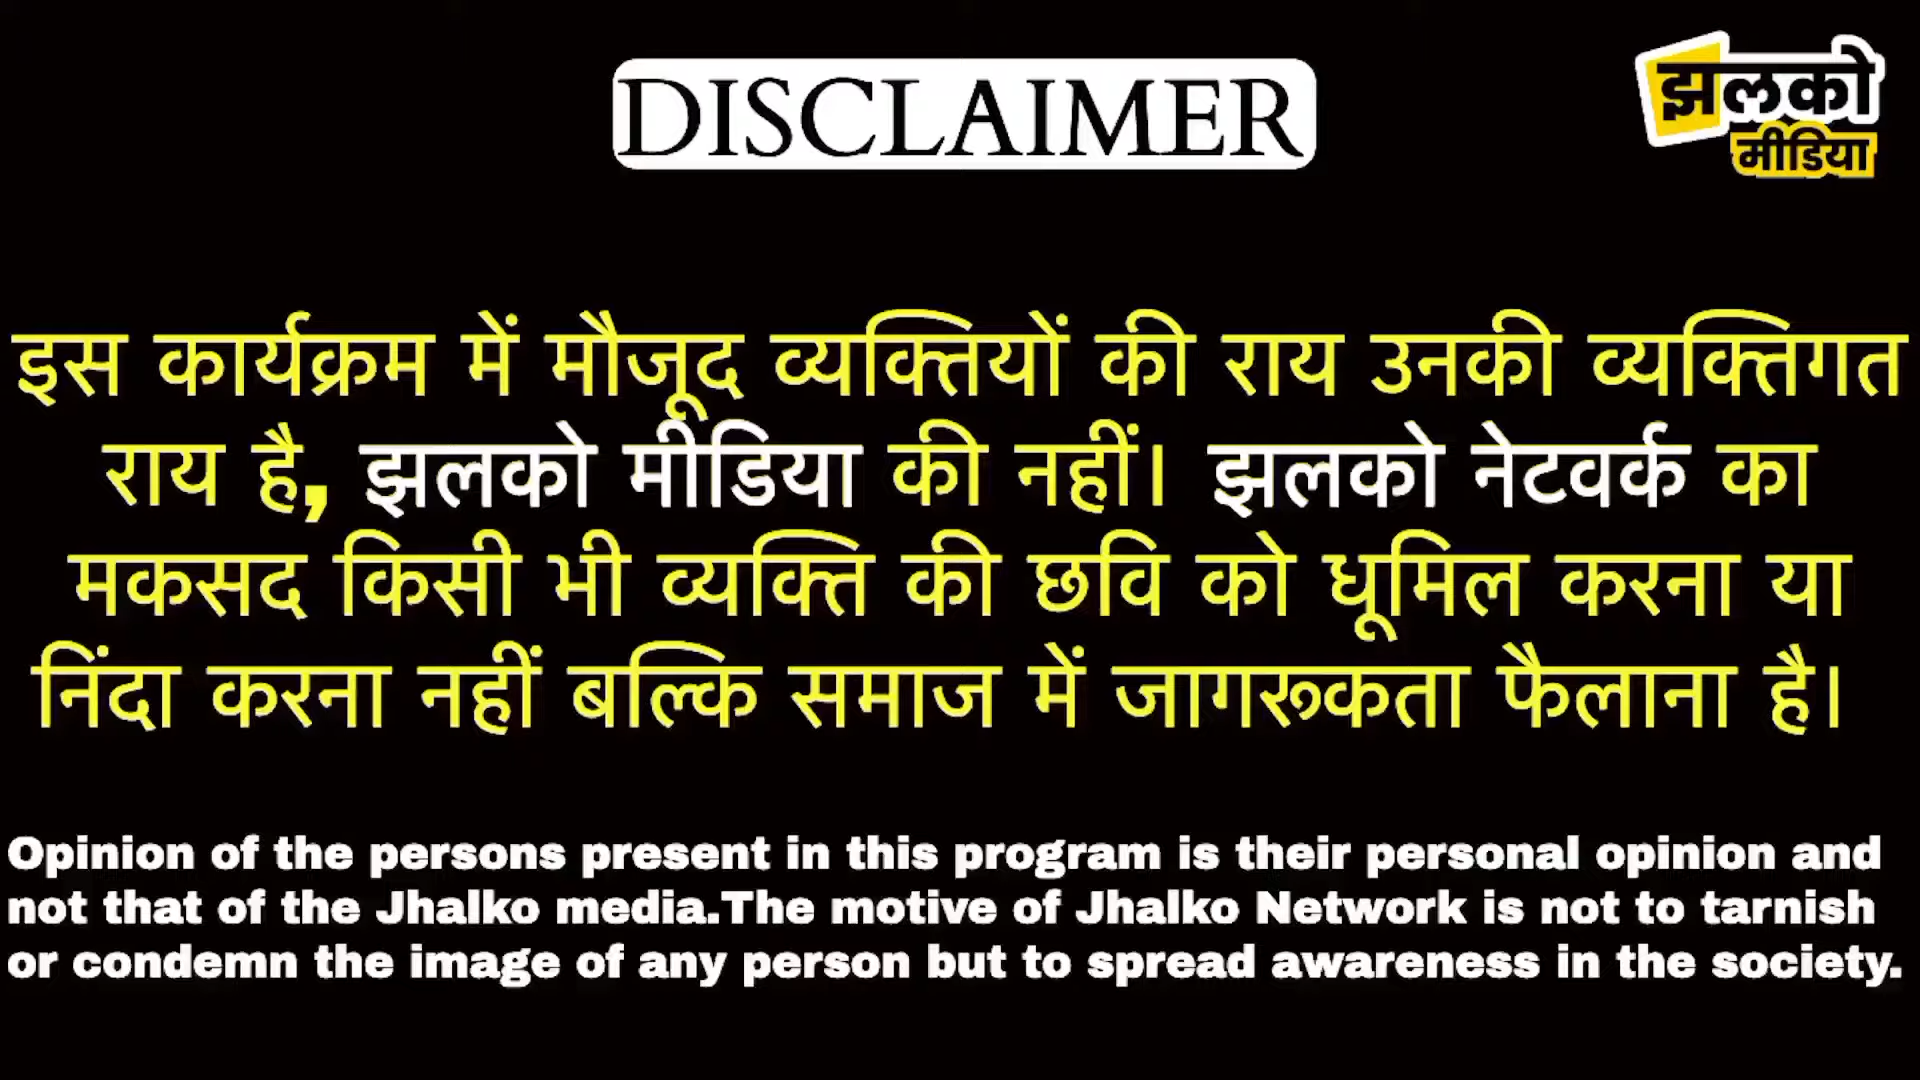 DISCLAIMER
झलको
मीडिया
इस कार्यक्रम में मौजूद व्यक्तियों की राय उनकी व्यक्तिगत
राय है, झलको मीडिया की नहीं। झलको नेटवर्क का
मकसद किसी भी व्यक्ति की छवि को धूमिल करना या
निंदा करना नहीं बल्कि समाज में जागरूकता फैलाना है।
Opinion of the persons present in this program is their personal opinion and
not that of the Jhalko media.The motive of Jhalko Network is not to tarnish
or condemn the image of any person but to spread awareness in the society.